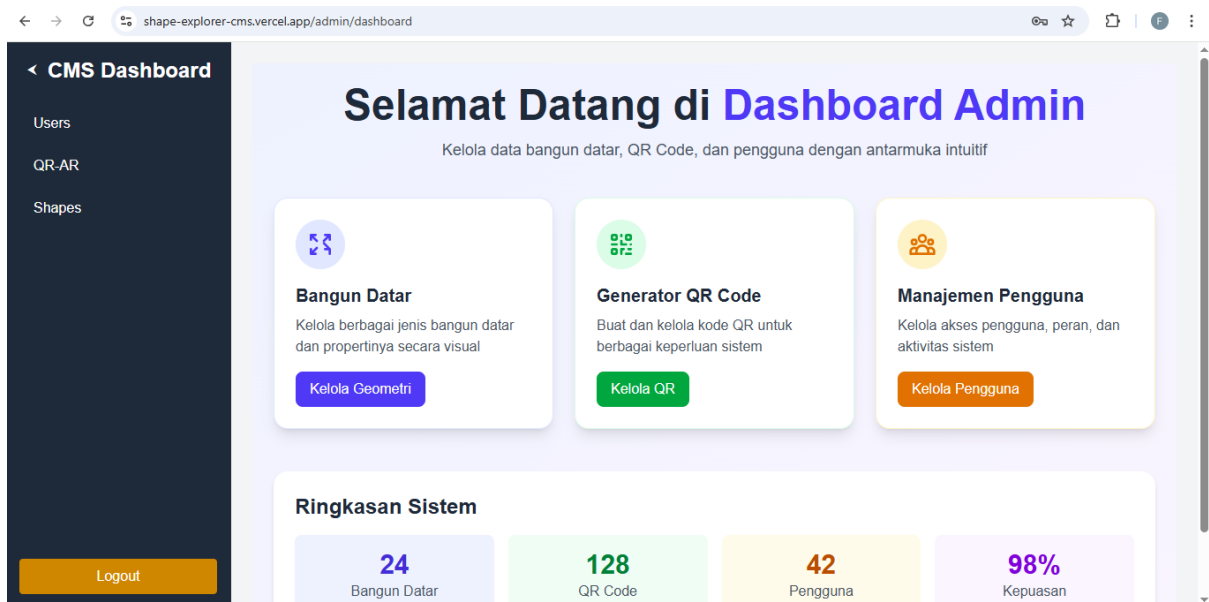 shape-explorer-cms.vercel.app/admin/dashboard
F
CMS Dashboard
Users
QR-AR
Shapes
Logout
Selamat Datang di Dashboard Admin
Kelola data bangun datar, QR Code, dan pengguna dengan antarmuka intuitif
Bangun Datar
Kelola berbagai jenis bangun datar
dan propertinya secara visual
Kelola Geometri
Generator QR Code
Buat dan kelola kode QR untuk
berbagai keperluan sistem
Kelola QR
Manajemen Pengguna
Kelola akses pengguna, peran, dan
aktivitas sistem
Kelola Pengguna
Ringkasan Sistem
24
Bangun Datar
128
QR Code
42
Pengguna
98%
Kepuasan